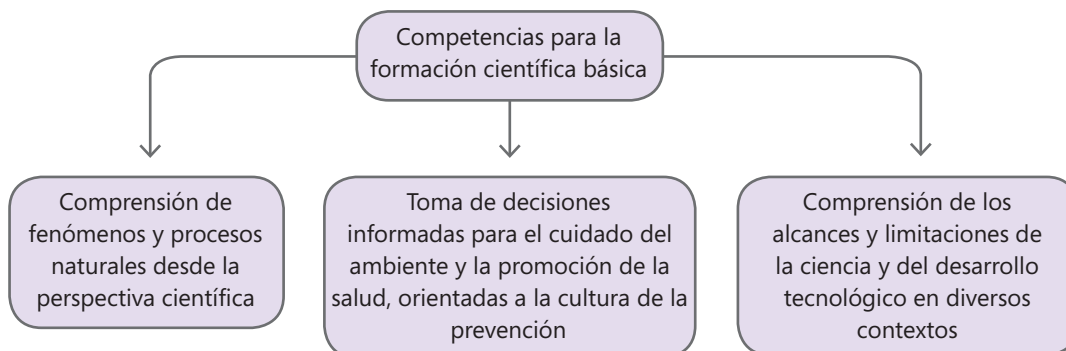 Competencias para la
formación científica básica
Comprensión de
fenómenos y procesos
naturales desde la
perspectiva científica
Toma de decisiones
informadas para el cuidado del
ambiente y la promoción de la
salud, orientadas a la cultura de la
prevención
Comprensión de los
alcances y limitaciones de
la ciencia y del desarrollo
tecnológico en diversos
contextos